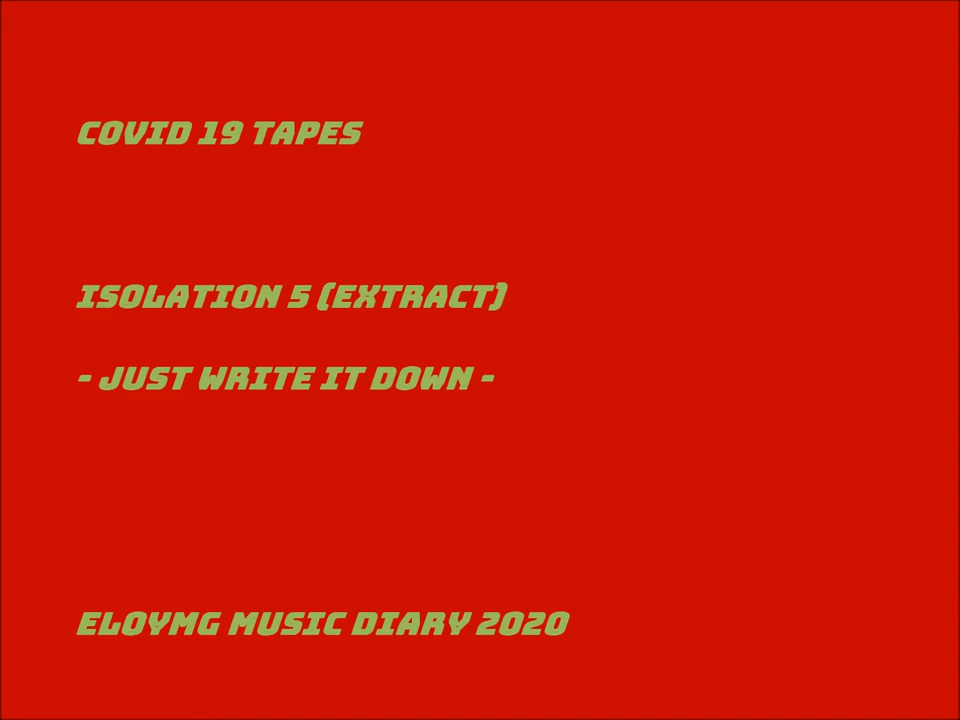 COVID 19 TAPES
ISOLATION 5 (EXTRACT)
- JUST WRITE IT DOWN -
ELOYMG MUSIC DIARY 2020